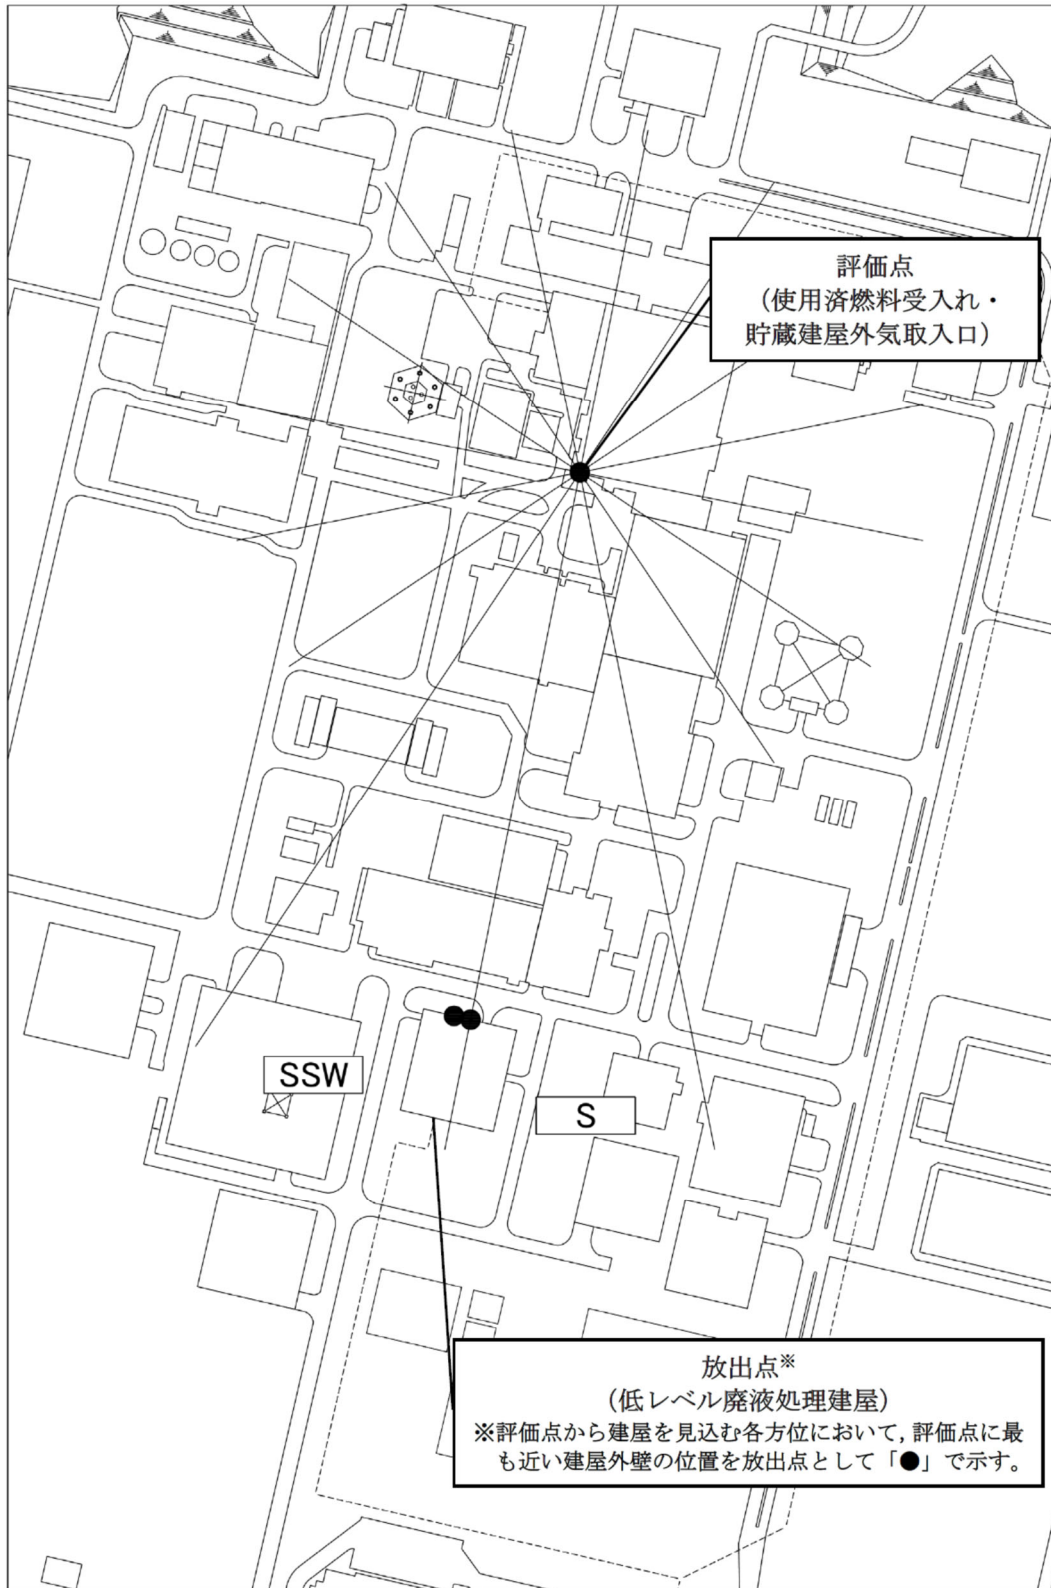 評価点
（使用済燃料受入れ・
貯蔵建屋外気取入口）
SSW
S
放出点※
（低レベル廃液処理建屋）
※評価点から建屋を見込む各方位において, 評価点に最
も近い建屋外壁の位置を放出点として「●」で示す。